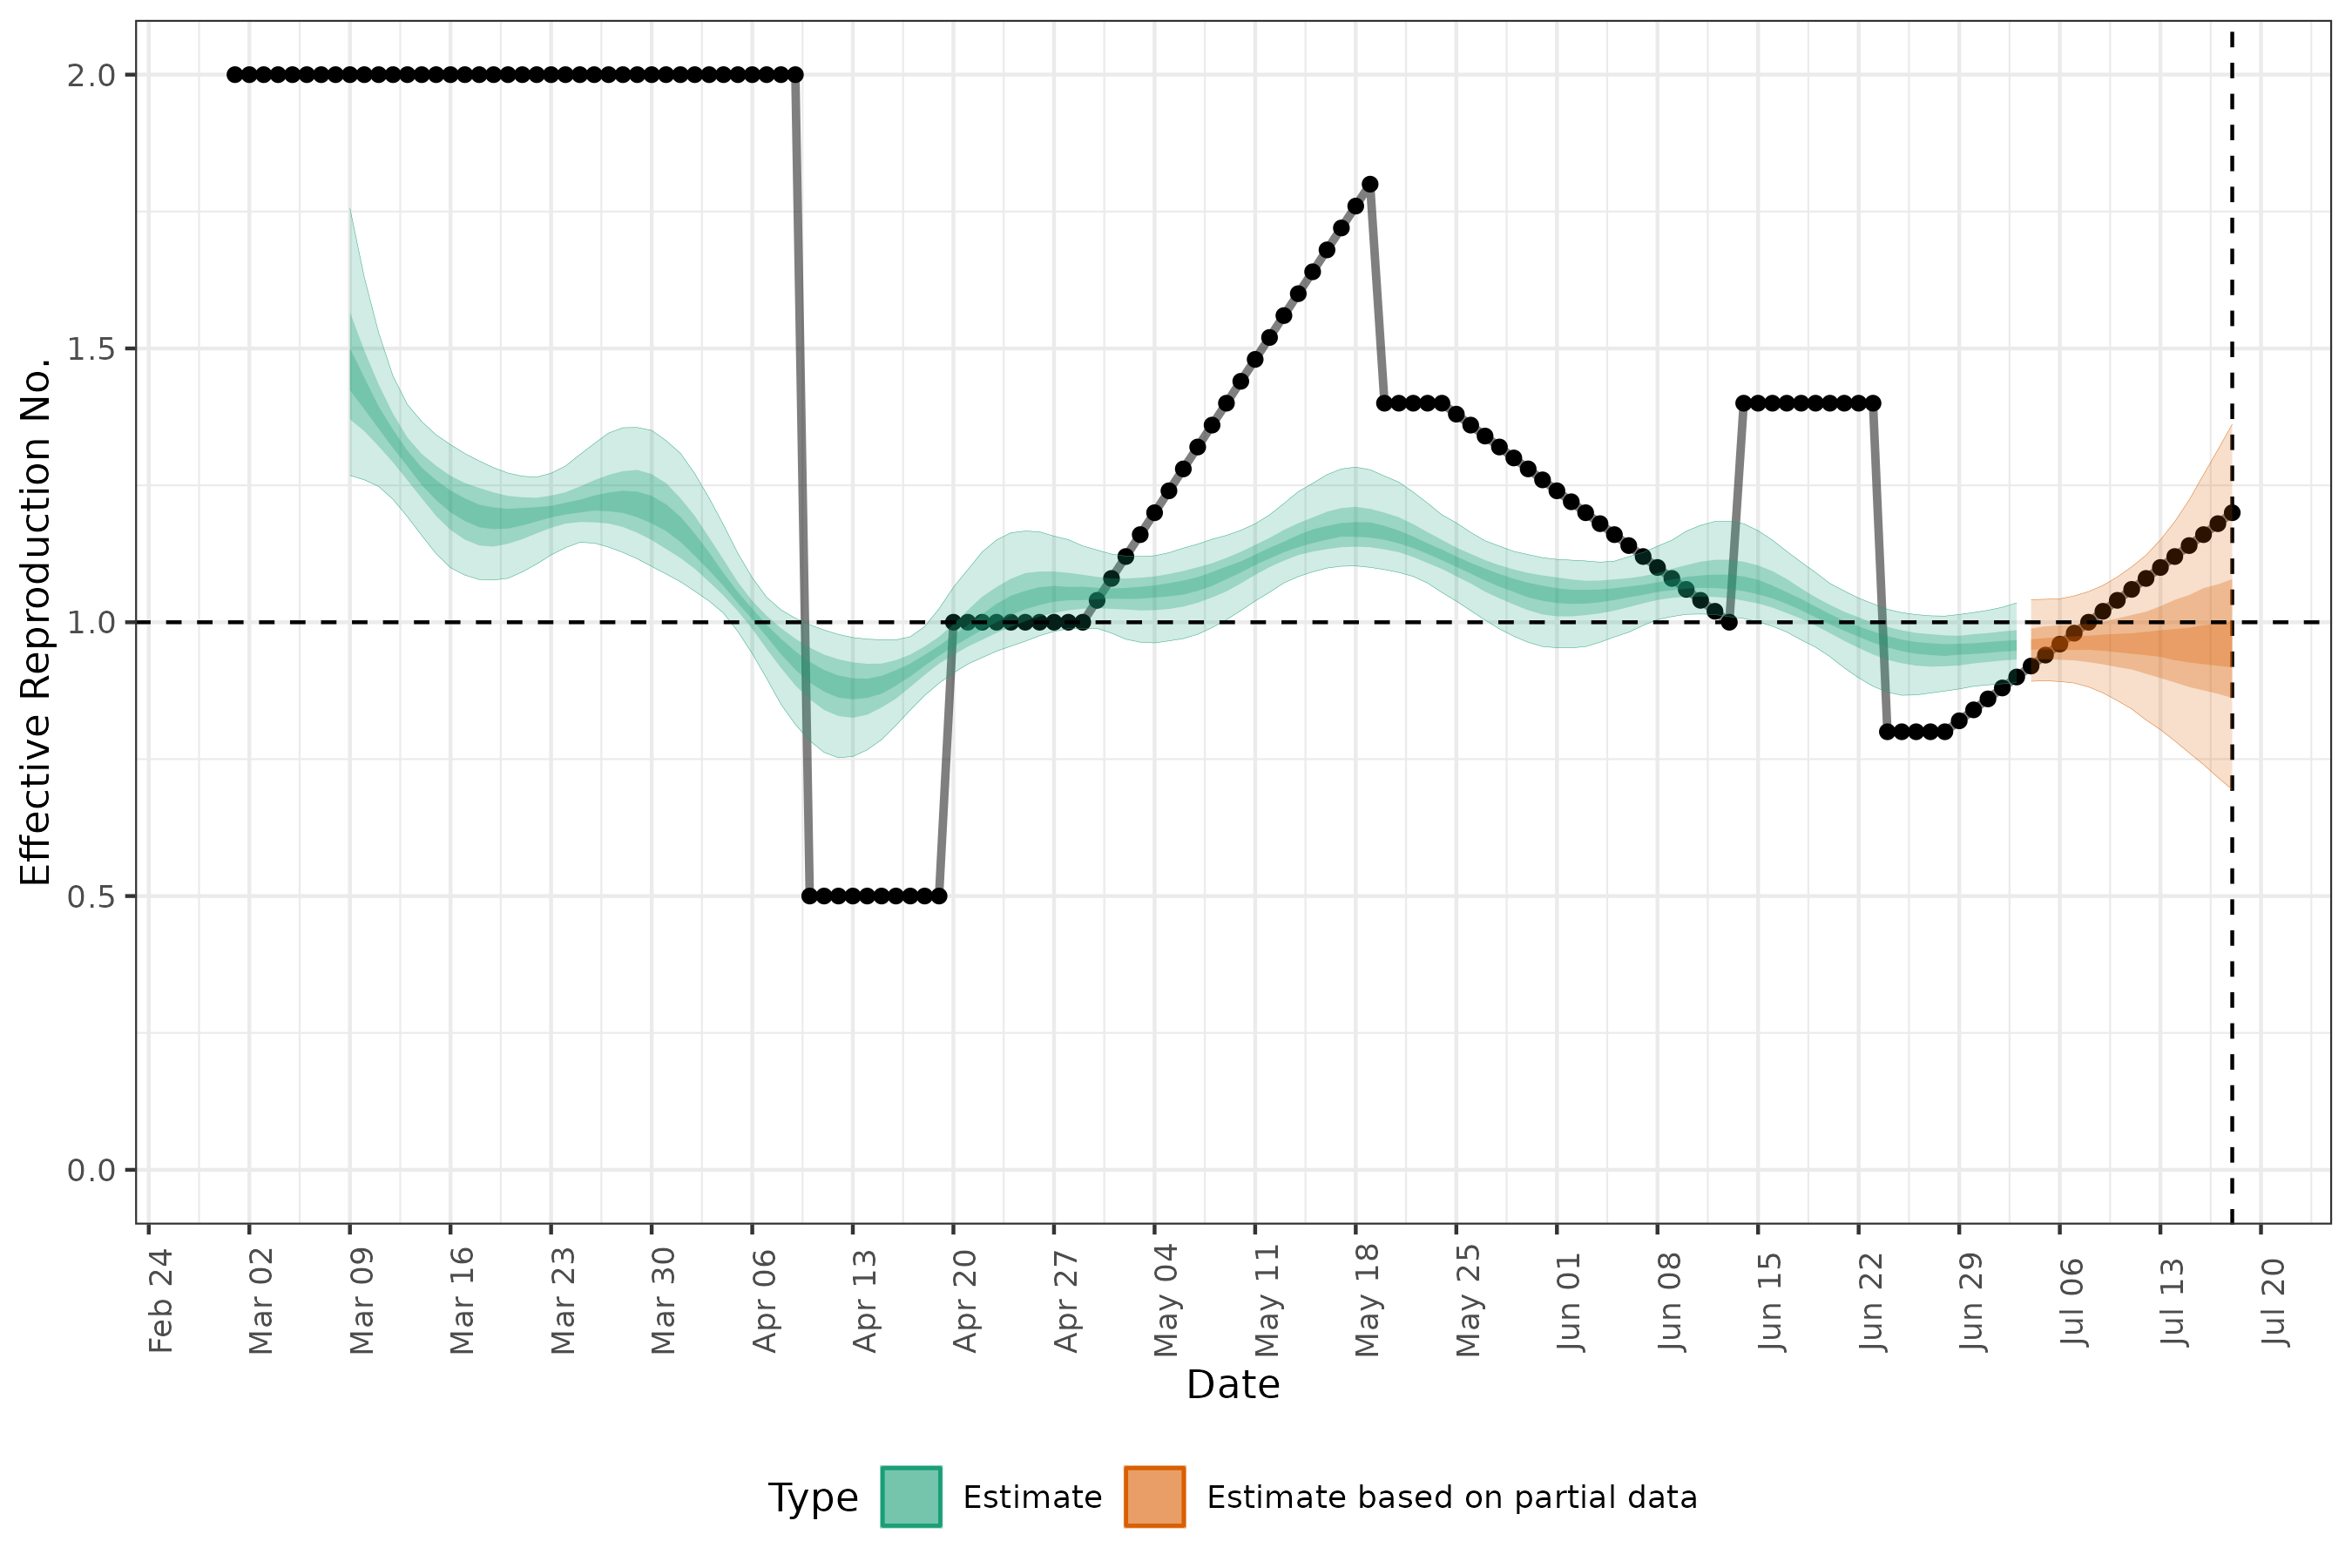 Effective Reproduction No.
2.0
1.5
1.0
0.5
0.0
Feb 24
Mar 02
Mar 09
Mar 16
Mar 23
Mar 30
Apr 06
Apr 13
Apr 20
Apr 27
May 04
May 11
May 18
May 25
Jun 01
Jun 08
Jun 15
Jun 22
Jun 29
Jul 06
Jul 13
Jul 20
Date
Type Estimate Estimate based on partial data